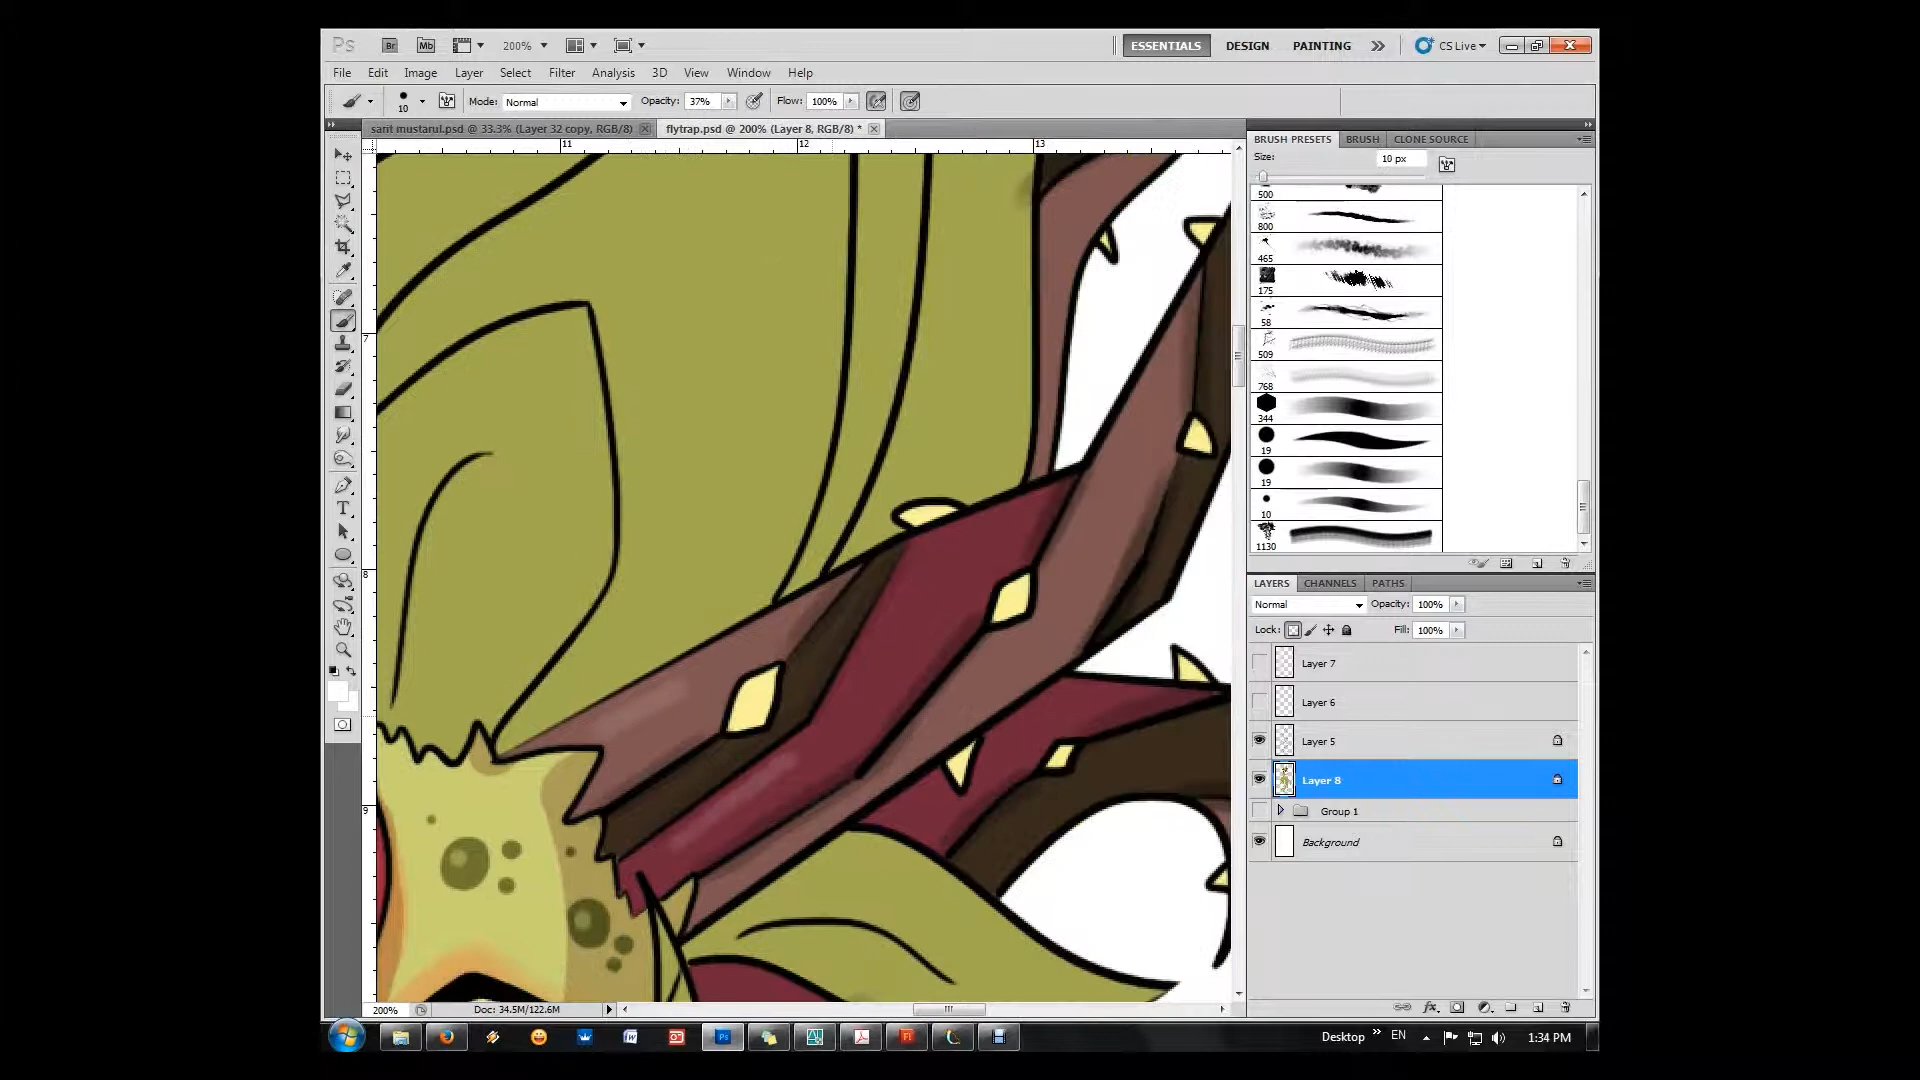 Ps Br Mb 200% ESSENTIALS DESIGN PAINTING CS Live
File Edit Image Layer Select Filter Analysis 3D View Window Help
10 Mode: Normal Opacity: 37% Flow: 100%
sarit mustarul.psd @ 33.3% (Layer 32 copy, RGB/8) flytrap.psd @ 200% (Layer 8, RGB/8) *
11 12 13
7
8
9
BRUSH PRESETS BRUSH CLONE SOURCE
Size: 10 px
500
800
465
175
58
509
768
344
19
19
10
1130
LAYERS CHANNELS PATHS
Normal Opacity: 100%
Lock: Fill: 100%
Layer 7
Layer 6
Layer 5
Layer 8
Group 1
Background
200% Doc: 34.5M/122.6M
Ps Fl Desktop EN 1:34 PM